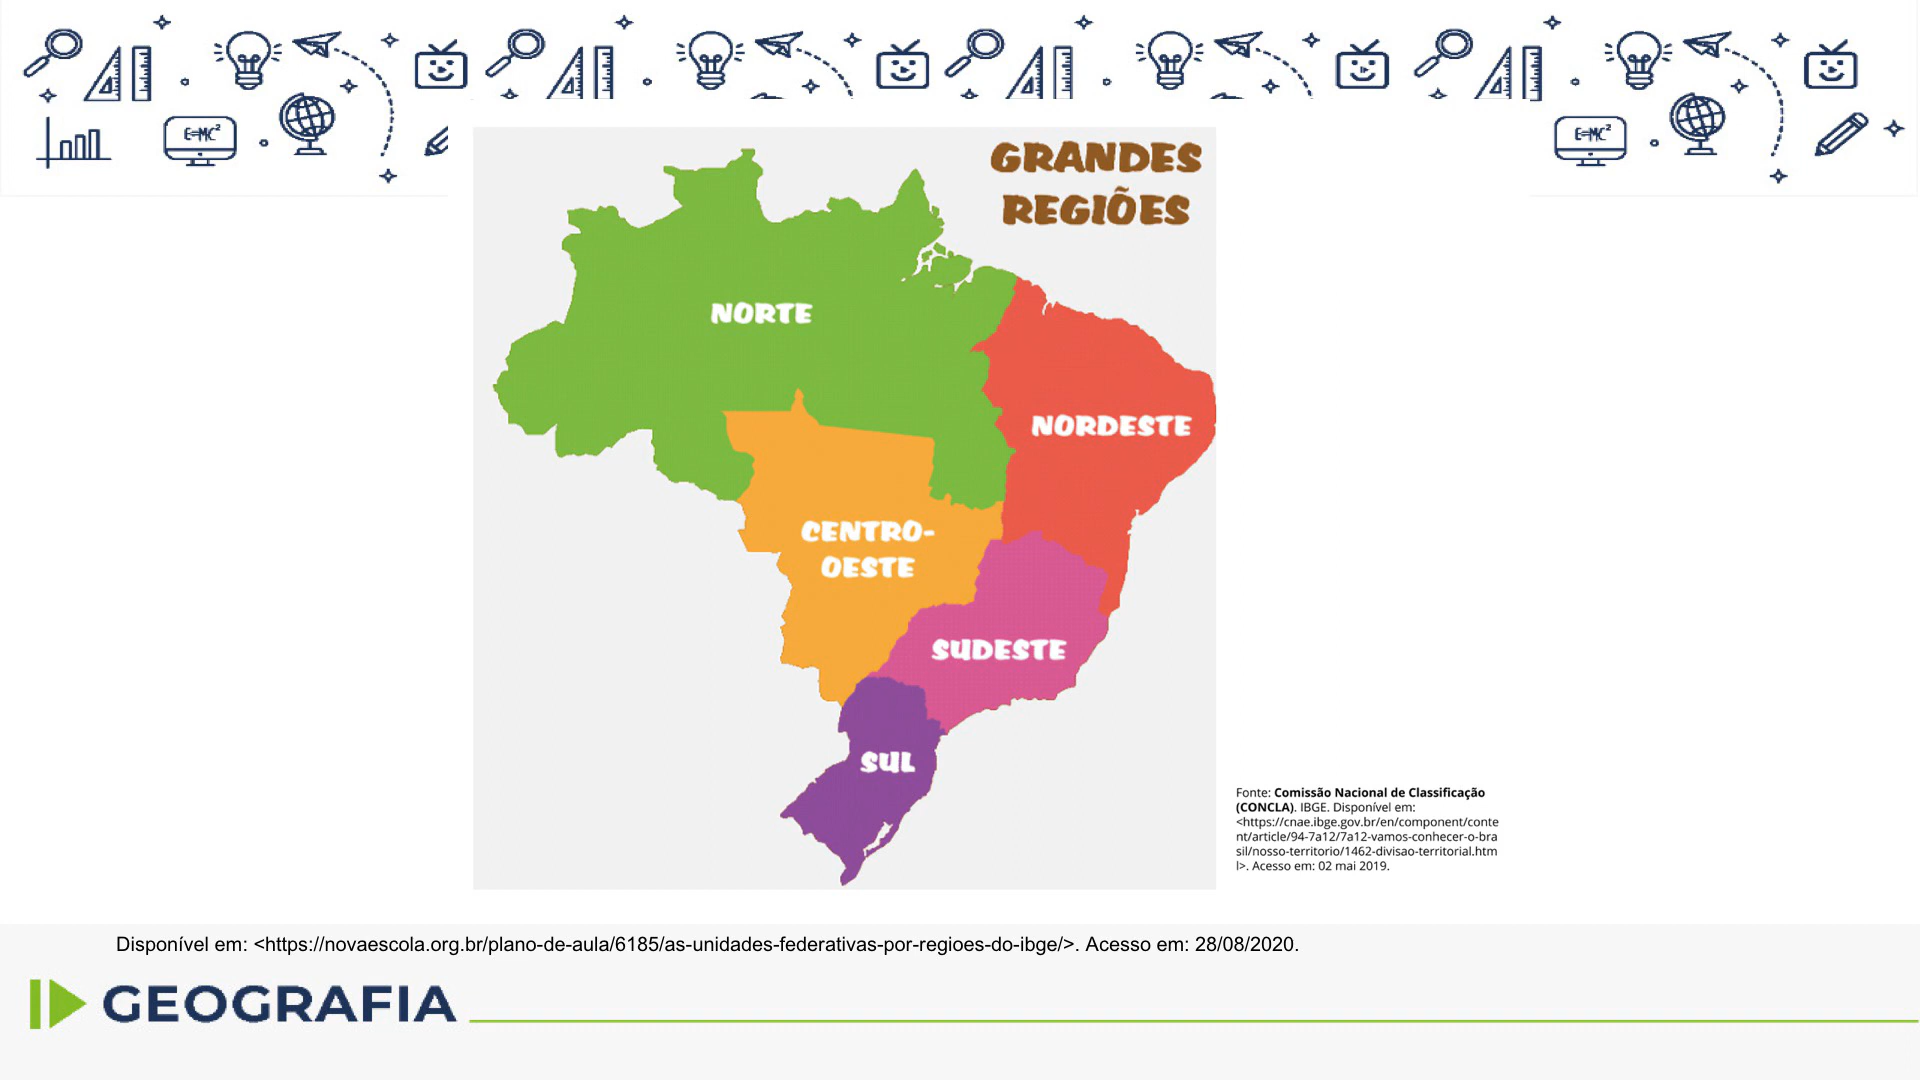 E=MC²
E=MC²
GRANDES
REGIÕES
NORTE
NORDESTE
CENTRO-
OESTE
SUDESTE
SUL
Fonte: Comissão Nacional de Classificação
(CONCLA). IBGE. Disponível em:
<https://cnae.ibge.gov.br/en/component/conte
nt/article/94-7a12/7a12-vamos-conhecer-o-bra
sil/nosso-territorio/1462-divisao-territorial.htm
l>. Acesso em: 02 mai 2019.
Disponível em: <https://novaescola.org.br/plano-de-aula/6185/as-unidades-federativas-por-regioes-do-ibge/>. Acesso em: 28/08/2020.
GEOGRAFIA